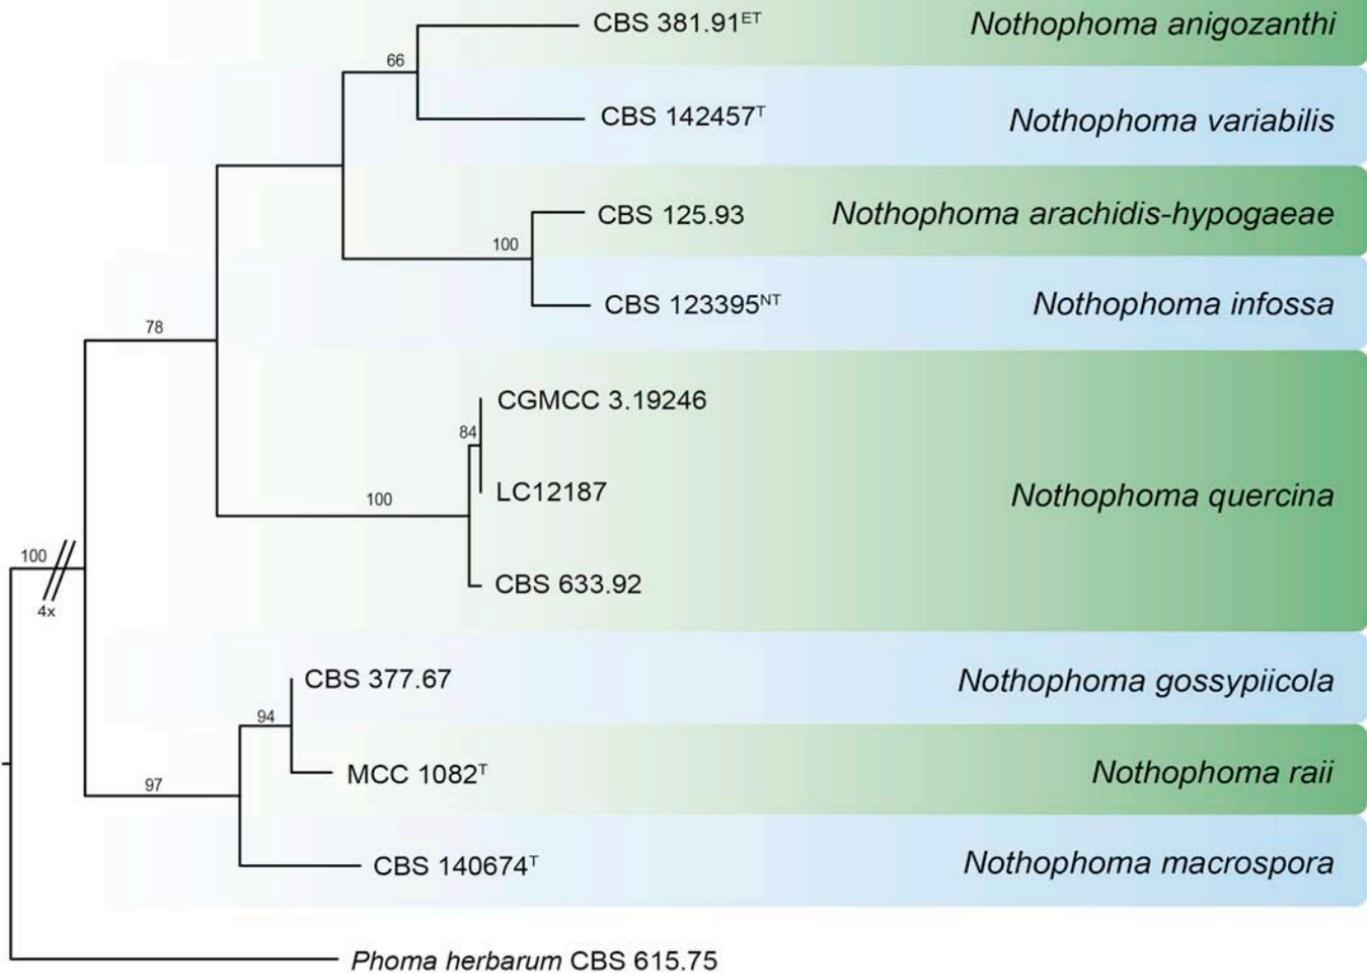 CBS 381.91ET Nothophoma anigozanthi
66
CBS 142457T Nothophoma variabilis
CBS 125.93 Nothophoma arachidis-hypogaeae
100
CBS 123395NT Nothophoma infossa
78
CGMCC 3.19246
84
LC12187 Nothophoma quercina
100
CBS 633.92
100
4x
CBS 377.67 Nothophoma gossypiicola
94
MCC 1082T Nothophoma raii
97
CBS 140674T Nothophoma macrospora
Phoma herbarum CBS 615.75